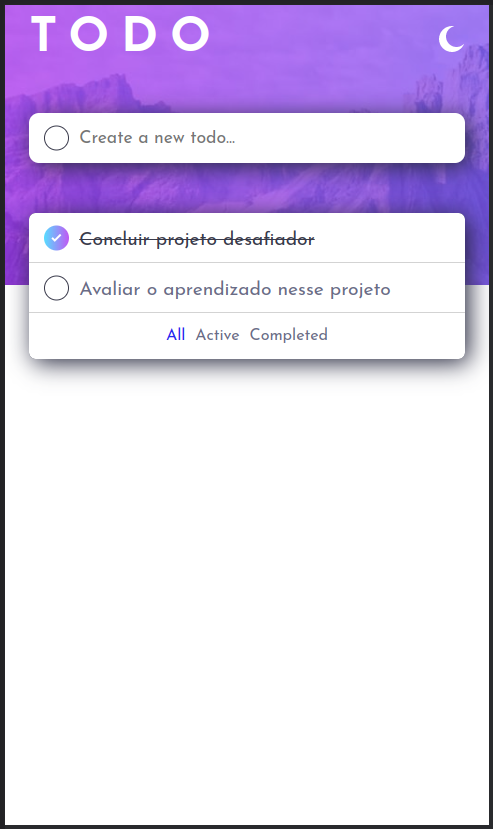 TODO
Create a new todo...
Concluir projeto desafiador
Avaliar o aprendizado nesse projeto
All Active Completed